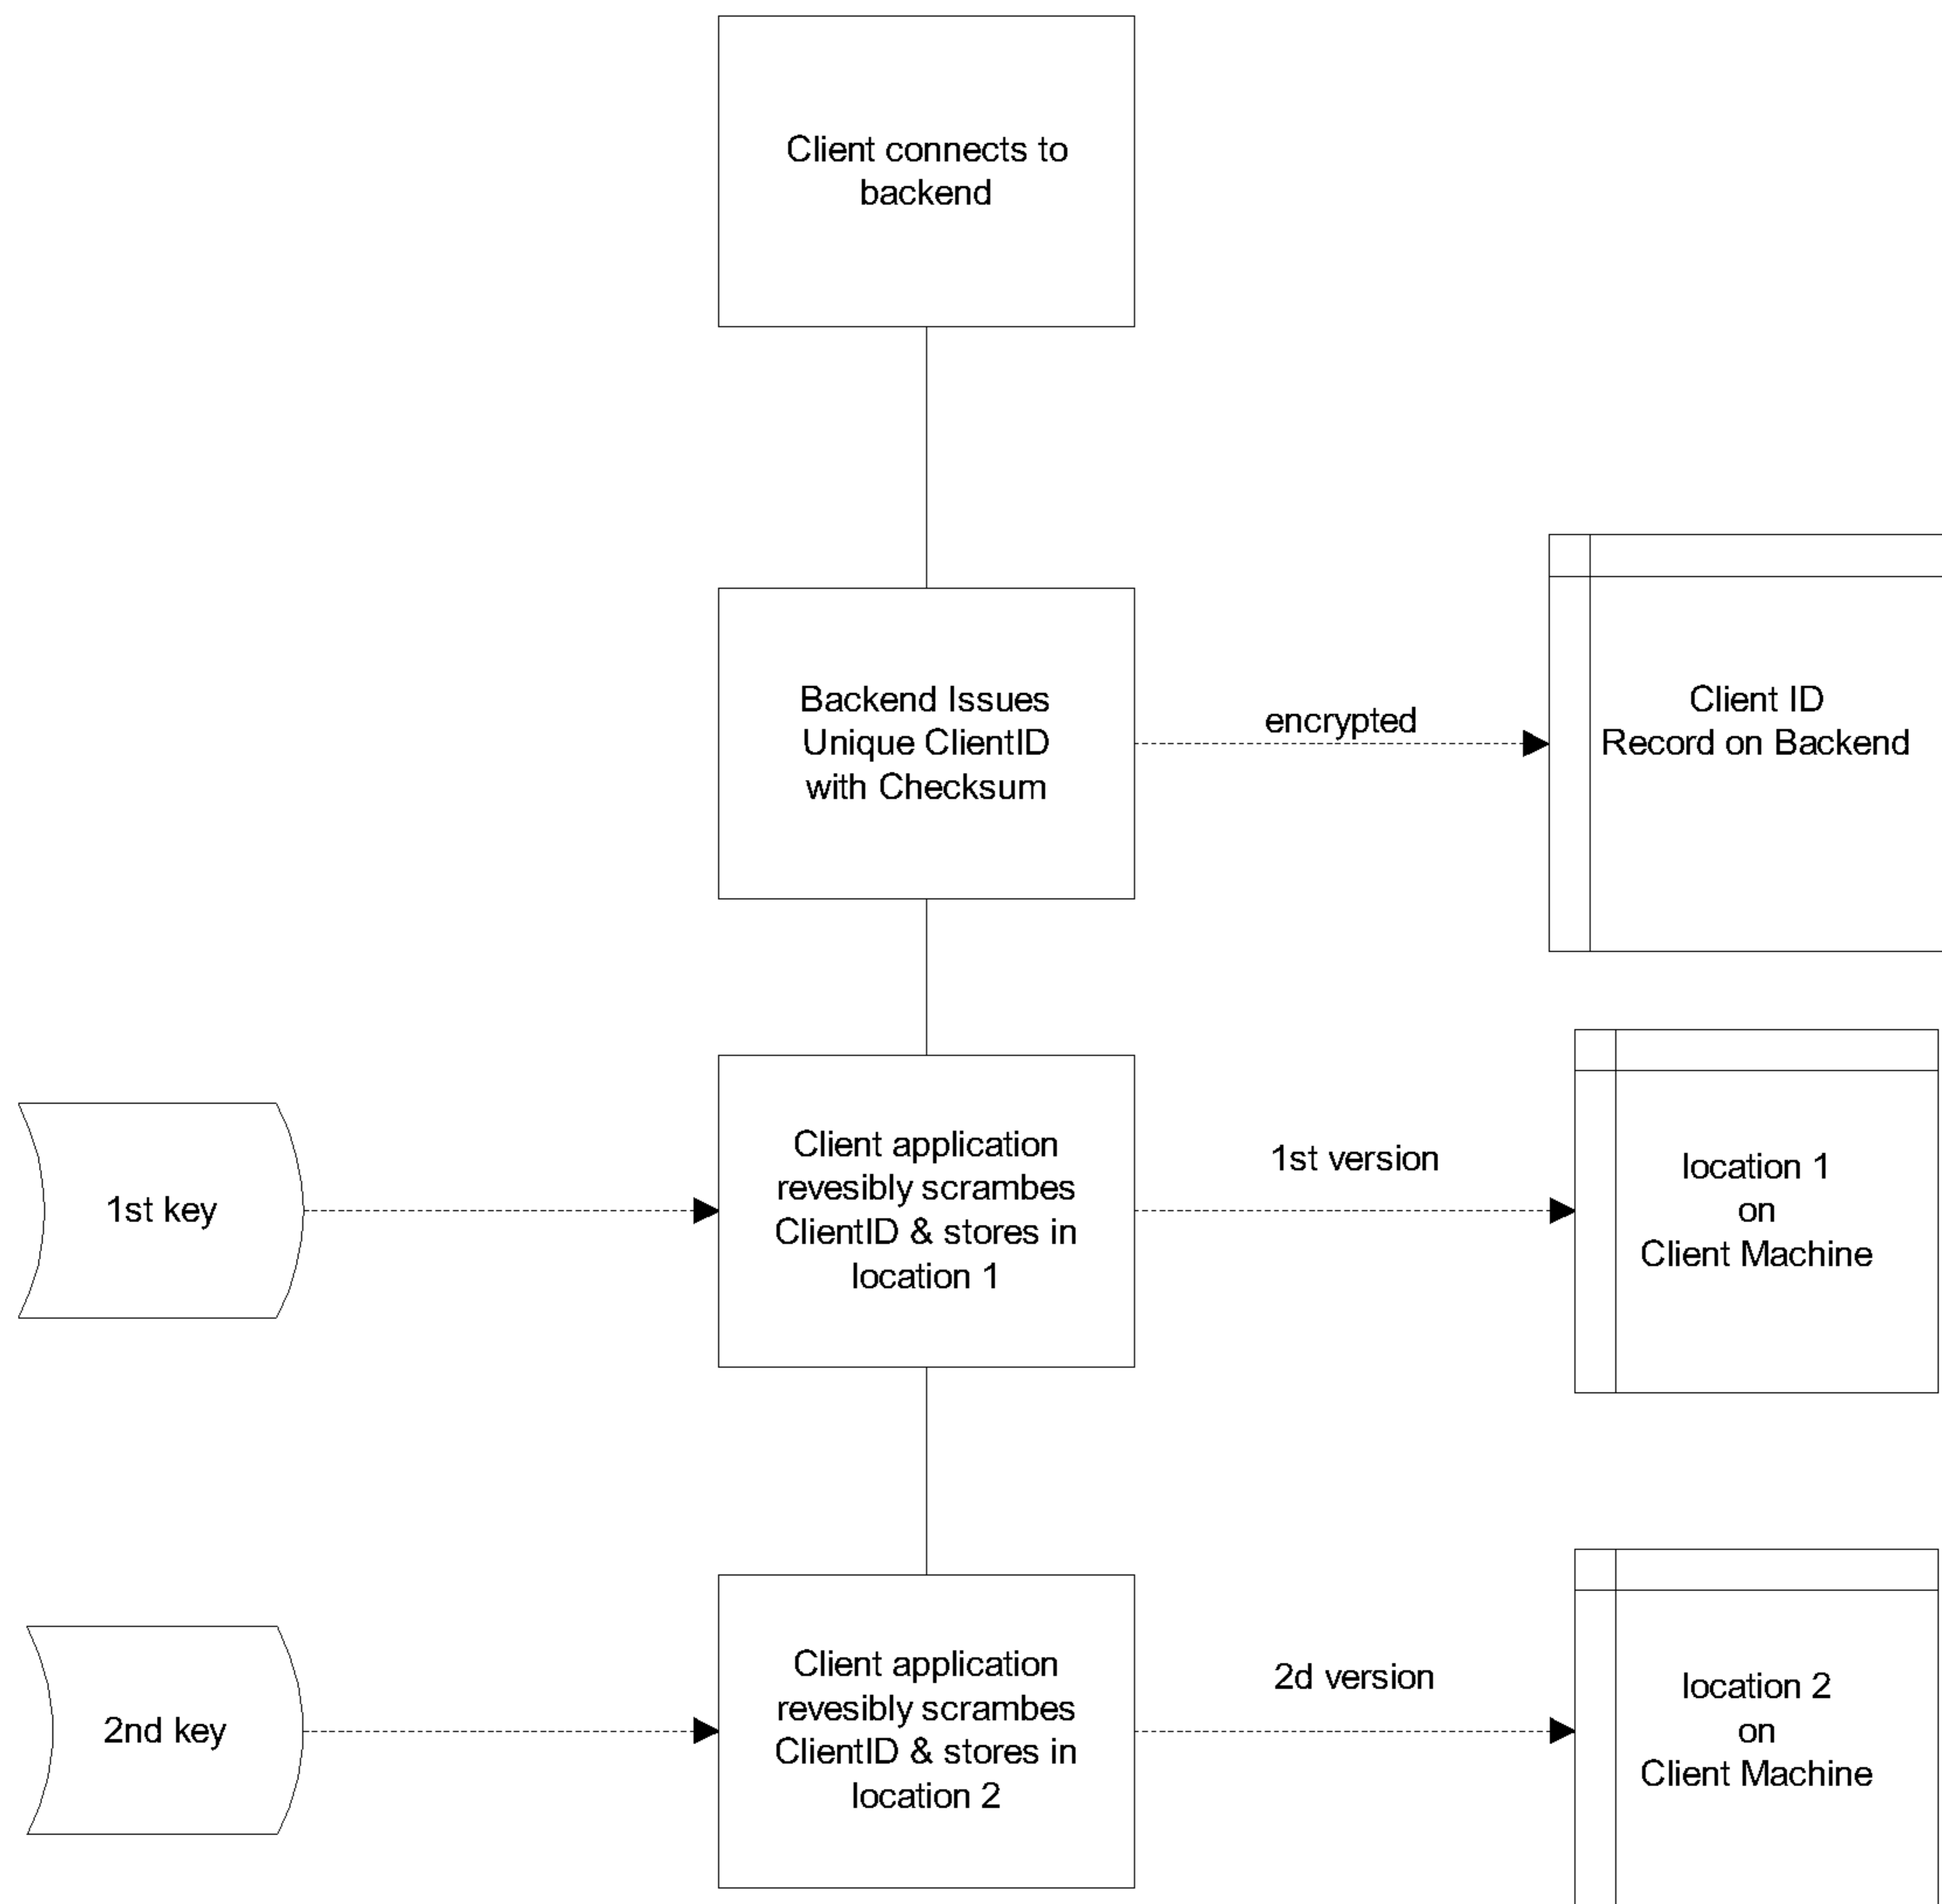 Client connects to
backend
Backend Issues
Unique ClientID
with Checksum
encrypted
Client ID
Record on Backend
1st key
Client application
revesibly scrambes
ClientID & stores in
location 1
1st version
location 1
on
Client Machine
2nd key
Client application
revesibly scrambes
ClientID & stores in
location 2
2d version
location 2
on
Client Machine